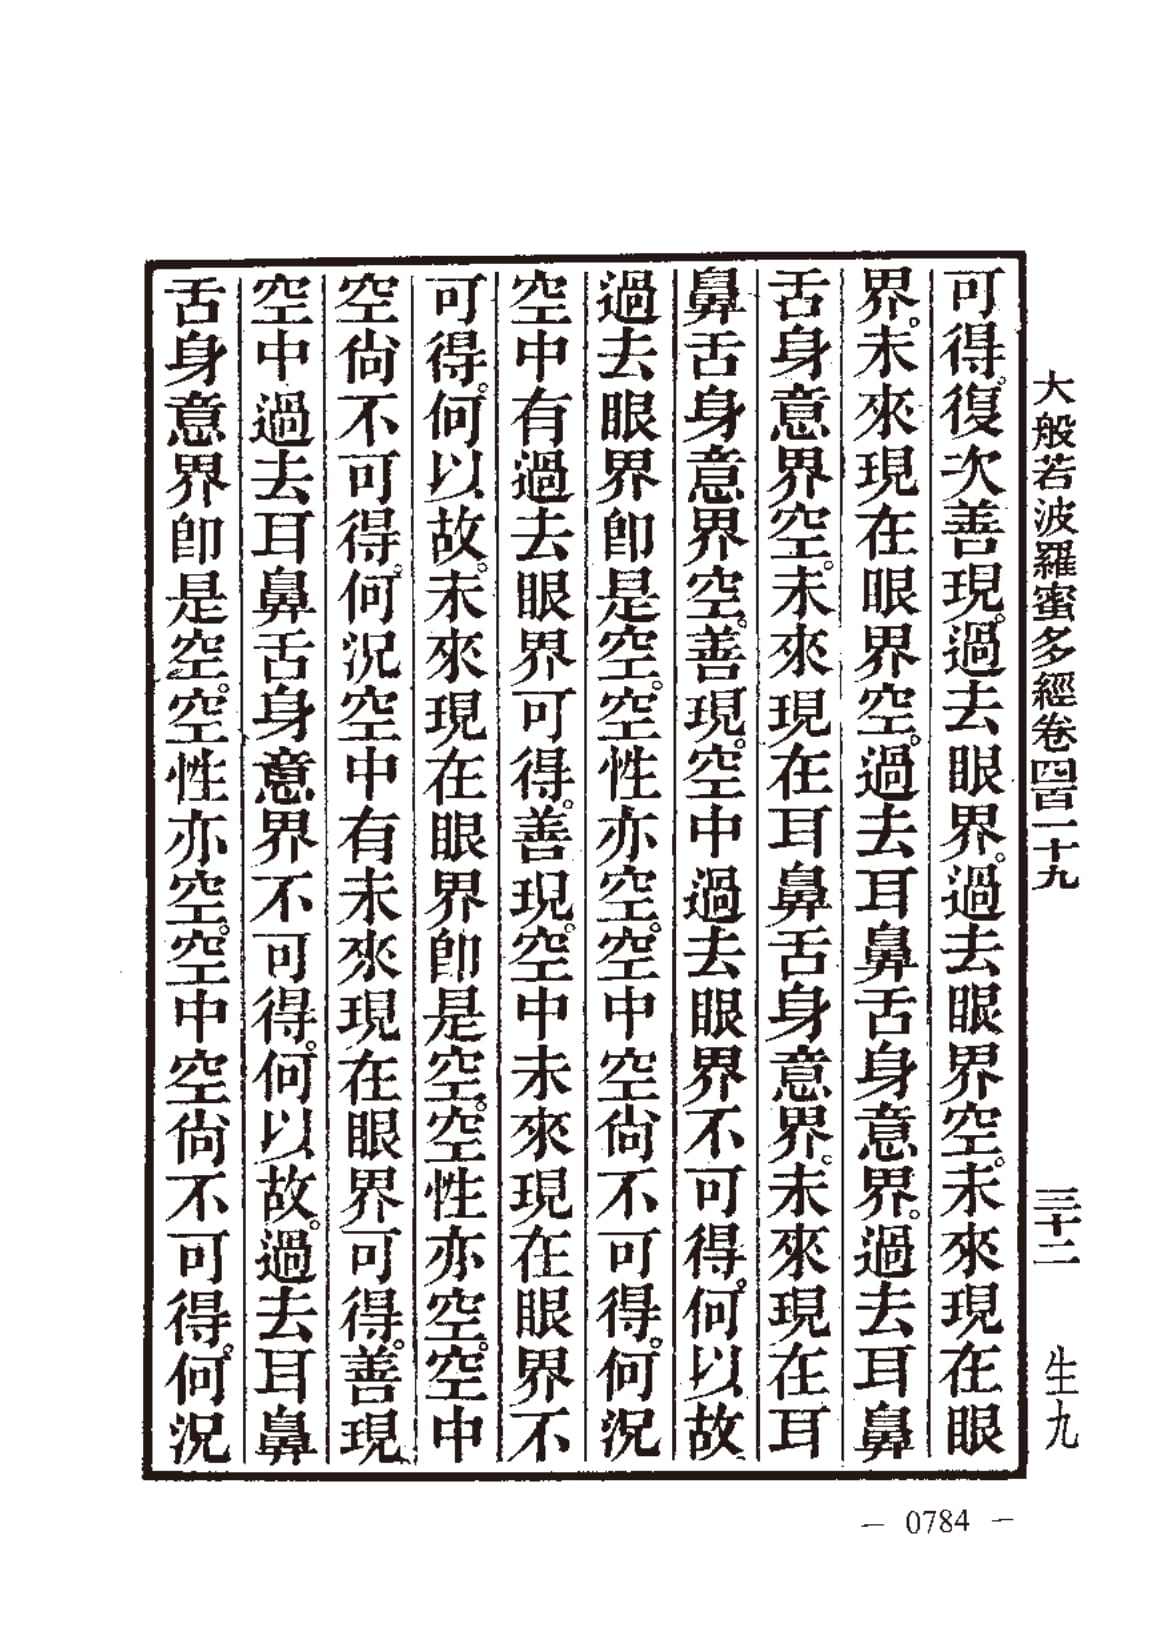 大般若波羅蜜多經卷四百一十九 三十二 生九
可得。復次善現。過去眼界。過去眼界空。未來現在眼
界。未來現在眼界空。過去耳鼻舌身意界。過去耳鼻
舌身意界空。未來現在耳鼻舌身意界。未來現在耳
鼻舌身意界空。善現。空中過去眼界不可得。何以故
過去眼界卽是空。空性亦空。空中空尙不可得。何況
空中有過去眼界可得。善現。空中未來現在眼界不
可得。何以故。未來現在眼界卽是空。空性亦空。空中
空尙不可得。何況空中有未來現在眼界可得。善現
空中過去耳鼻舌身意界不可得。何以故。過去耳鼻
舌身意界卽是空。空性亦空。空中空尙不可得。何況
— 0784 —